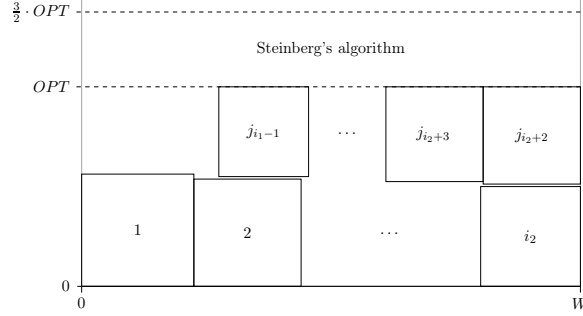 3/2 · OPT
Steinberg's algorithm
OPT
j_{i_1−1} ⋯ j_{i_2+3} j_{i_2+2}
1 2 ⋯ i_2
0
0 W